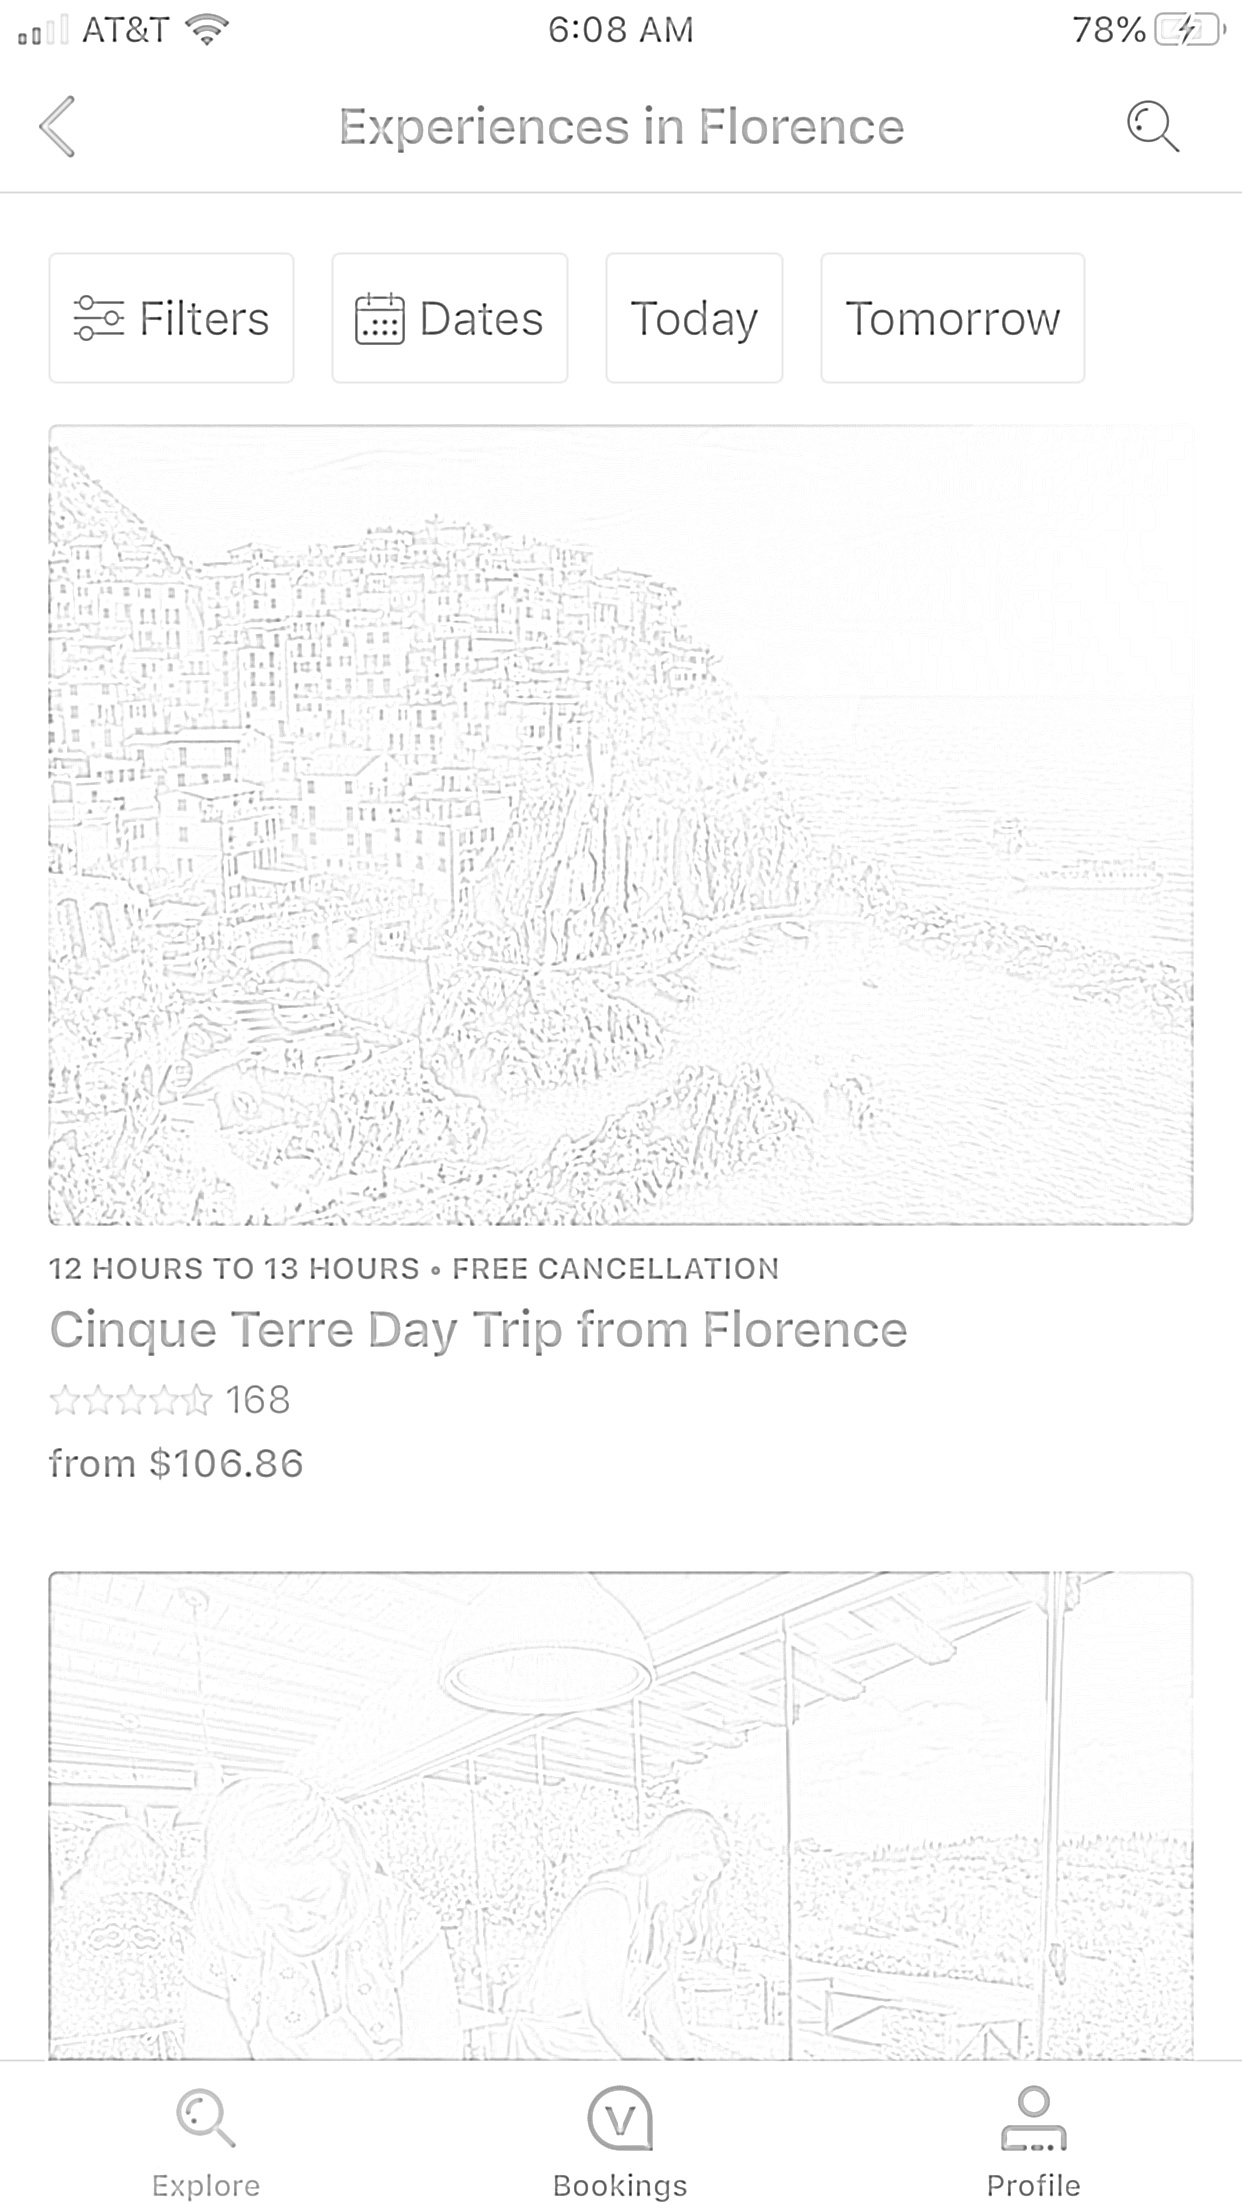 AT&T 6:08 AM 78%
Experiences in Florence
Filters Dates Today Tomorrow
12 HOURS TO 13 HOURS • FREE CANCELLATION
Cinque Terre Day Trip from Florence
168
from $106.86
Explore Bookings Profile